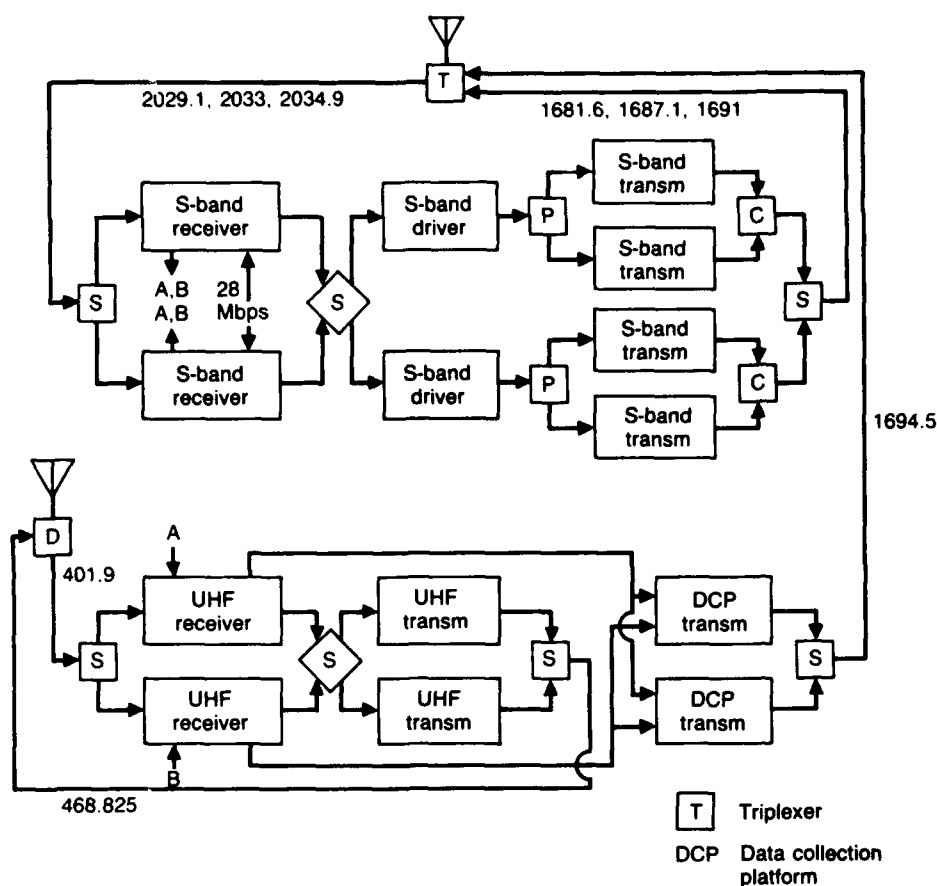 T
2029.1, 2033, 2034.9
1681.6, 1687.1, 1691
S-band
receiver
S-band
driver
P
S-band
transm
S-band
transm
C
S
A,B
A,B
28
Mbps
S
S
S-band
receiver
S-band
driver
P
S-band
transm
S-band
transm
C
1694.5
D
401.9
A
UHF
receiver
UHF
transm
DCP
transm
S
S
S
S
UHF
receiver
UHF
transm
DCP
transm
B
468.825
T Triplexer
DCP Data collection
platform